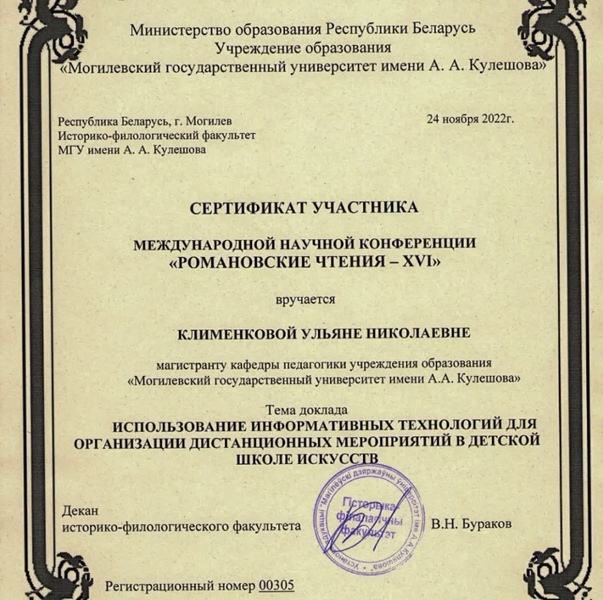 Министерство образования Республики Беларусь
Учреждение образования
«Могилевский государственный университет имени А. А. Кулешова»
Республика Беларусь, г. Могилев
Историко-филологический факультет
МГУ имени А. А. Кулешова
24 ноября 2022г.
СЕРТИФИКАТ УЧАСТНИКА
МЕЖДУНАРОДНОЙ НАУЧНОЙ КОНФЕРЕНЦИИ
«РОМАНОВСКИЕ ЧТЕНИЯ – XVI»
вручается
КЛИМЕНКОВОЙ УЛЬЯНЕ НИКОЛАЕВНЕ
магистранту кафедры педагогики учреждения образования
«Могилевский государственный университет имени А.А. Кулешова»
Тема доклада
ИСПОЛЬЗОВАНИЕ ИНФОРМАТИВНЫХ ТЕХНОЛОГИЙ ДЛЯ
ОРГАНИЗАЦИИ ДИСТАНЦИОННЫХ МЕРОПРИЯТИЙ В ДЕТСКОЙ
ШКОЛЕ ИСКУССТВ
Декан
историко-филологического факультета
В.Н. Бураков
Гісторыка-
філалагічны
факультэт
Регистрационный номер 00305